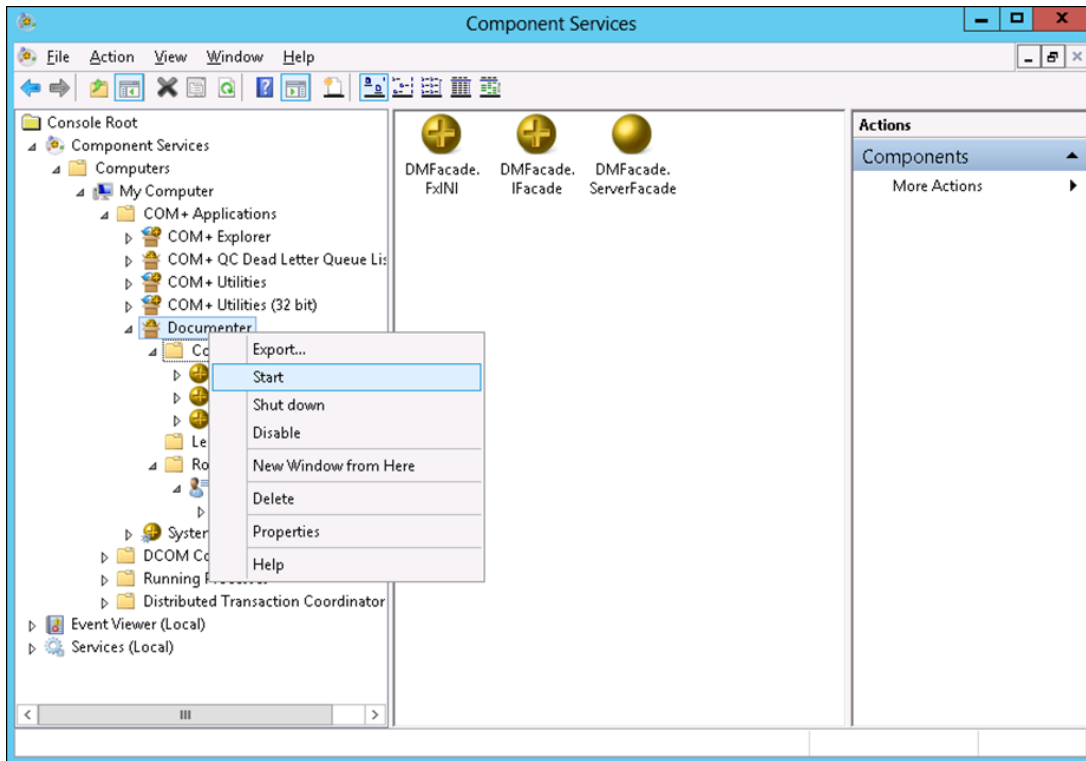 Component Services
File Action View Window Help
Console Root
Component Services
Computers
My Computer
COM+ Applications
COM+ Explorer
COM+ QC Dead Letter Queue Lis
COM+ Utilities
COM+ Utilities (32 bit)
Documenter
Co
Le
Ro
System
DCOM Co
Running
Distributed Transaction Coordinator
Event Viewer (Local)
Services (Local)
Export...
Start
Shut down
Disable
New Window from Here
Delete
Properties
Help
DMFacade.
FxINI
DMFacade.
IFacade
DMFacade.
ServerFacade
Actions
Components
More Actions